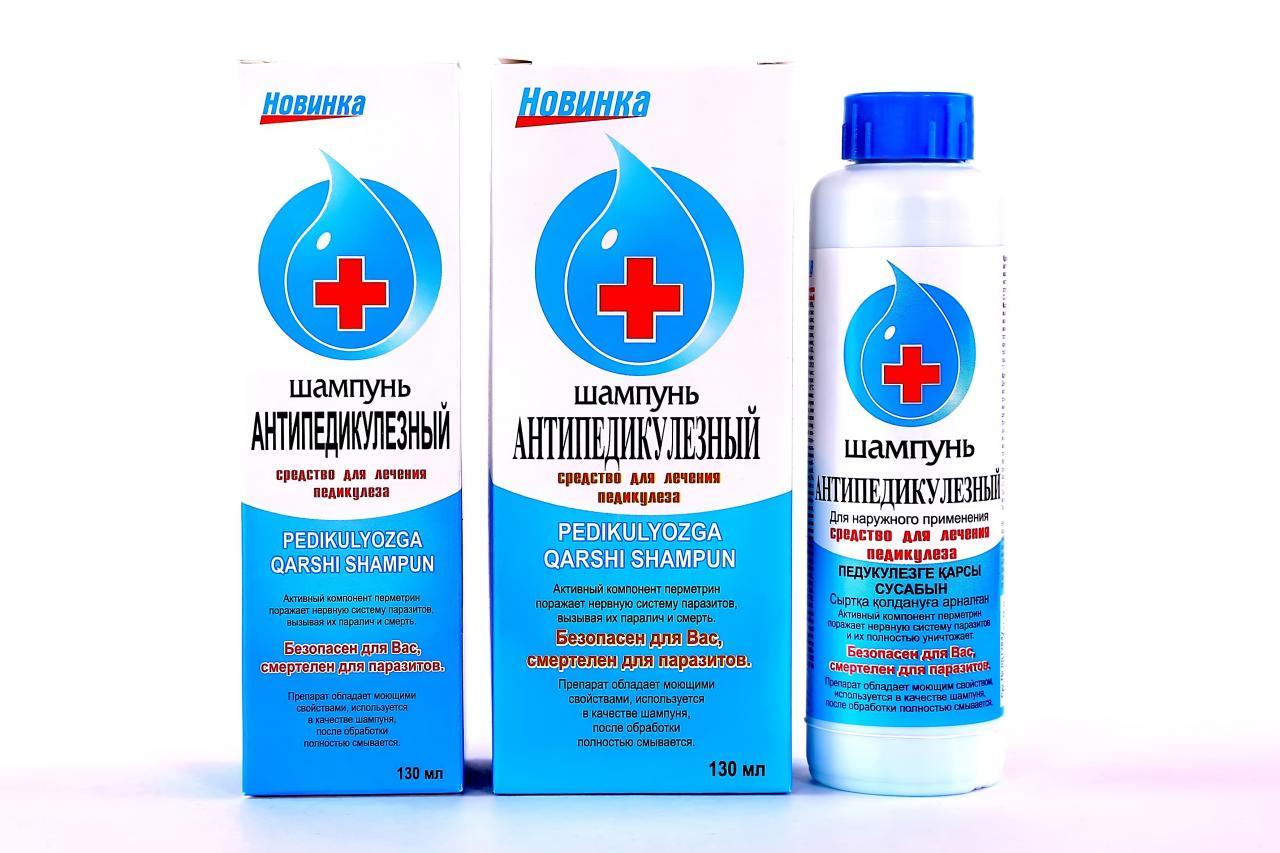 Новинка
шампунь
АНТИПЕДИКУЛЕЗНЫЙ
средство для лечения
педикулеза
PEDIKULYOZGA
QARSHI SHAMPUN
Активный компонент перметрин
поражает нервную систему паразитов,
вызывая их паралич и смерть.
Безопасен для Вас,
смертелен для паразитов.
Препарат обладает моющими
свойствами, используется
в качестве шампуня,
после обработки
полностью смывается.
130 мл
Новинка
шампунь
АНТИПЕДИКУЛЕЗНЫЙ
средство для лечения
педикулеза
PEDIKULYOZGA
QARSHI SHAMPUN
Активный компонент перметрин
поражает нервную систему паразитов,
вызывая их паралич и смерть.
Безопасен для Вас,
смертелен для паразитов.
Препарат обладает моющими
свойствами, используется
в качестве шампуня,
после обработки
полностью смывается.
130 мл
шампунь
АНТИПЕДИКУЛЕЗНЫЙ
Для наружного применения
средство для лечения
педикулеза
ПЕДУКУЛЕЗГЕ ҚАРСЫ
СУСАБЫН
Сыртқа қолдануға арналған
Активный компонент перметрин
поражает нервную систему паразитов
и их полностью уничтожает.
Безопасен для Вас,
смертелен для паразитов.
Препарат обладает моющим свойством,
используется в качестве шампуня,
после обработки полностью смывается.